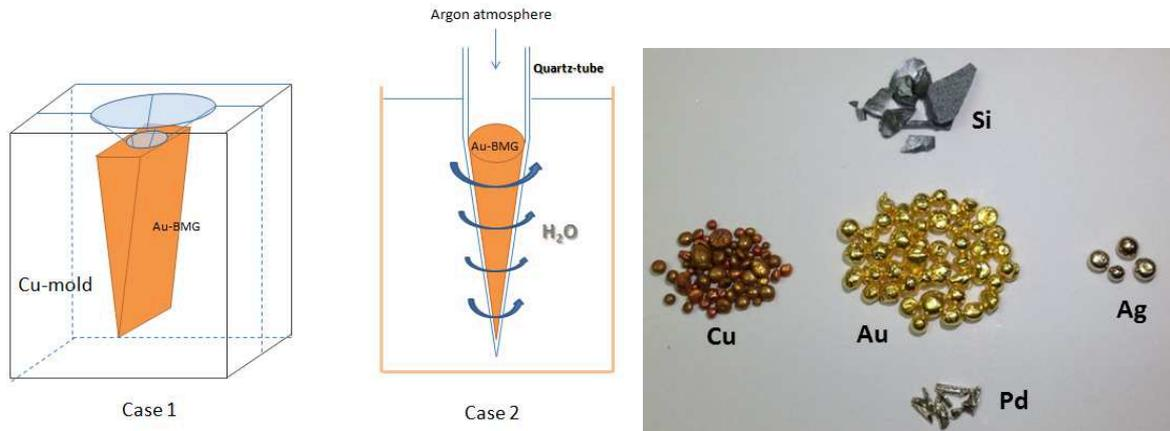 Argon atmosphere
Quartz-tube
Au-BMG
Au-BMG
Cu-mold
H₂O
Case 1
Case 2
Si
Cu
Au
Ag
Pd